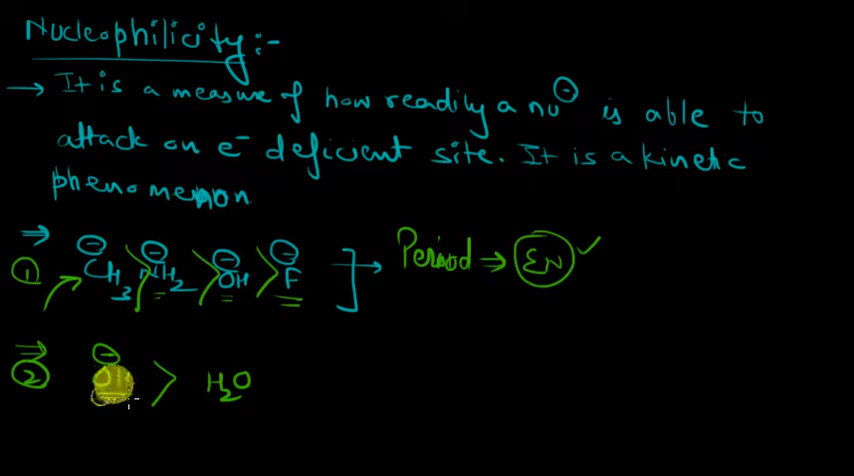 Nucleophilicity:-
→ It is a measure of how readily a nu⊖ is able to
attack on e⁻ deficient site. It is a kinetic
phenomenon
⇒ ① ⊖CH₃ > ⊖NH₂ > ⊖OH > ⊖F ] → Period ⇒ EN ✓
⇒ ② ⊖OH > H₂O